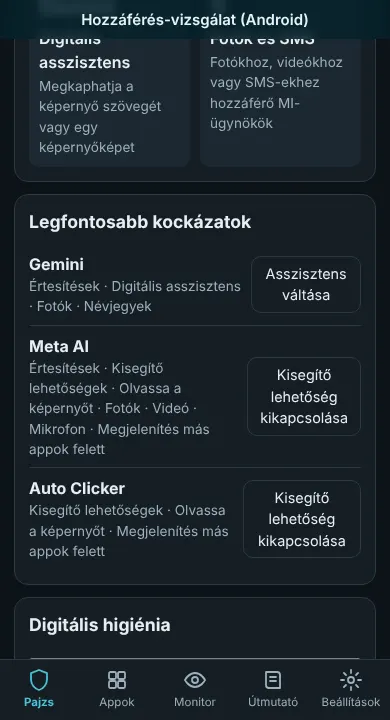 Hozzáférés-vizsgálat (Android)
Digitális
asszisztens
Megkaphatja a
képernyő szövegét
vagy egy
képernyőképet
Fotók és SMS
Fotókhoz, videókhoz
vagy SMS-ekhez
hozzáférő MI-
ügynökök
Legfontosabb kockázatok
Gemini
Értesítések · Digitális asszisztens
· Fotók · Névjegyek
Asszisztens
váltása
Meta AI
Értesítések · Kisegítő
lehetőségek · Olvassa a
képernyőt · Fotók · Videó ·
Mikrofon · Megjelenítés más
appok felett
Kisegítő
lehetőség
kikapcsolása
Auto Clicker
Kisegítő lehetőségek · Olvassa
a képernyőt · Megjelenítés más
appok felett
Kisegítő
lehetőség
kikapcsolása
Digitális higiénia
Pajzs
Appok
Monitor
Útmutató
Beállítások